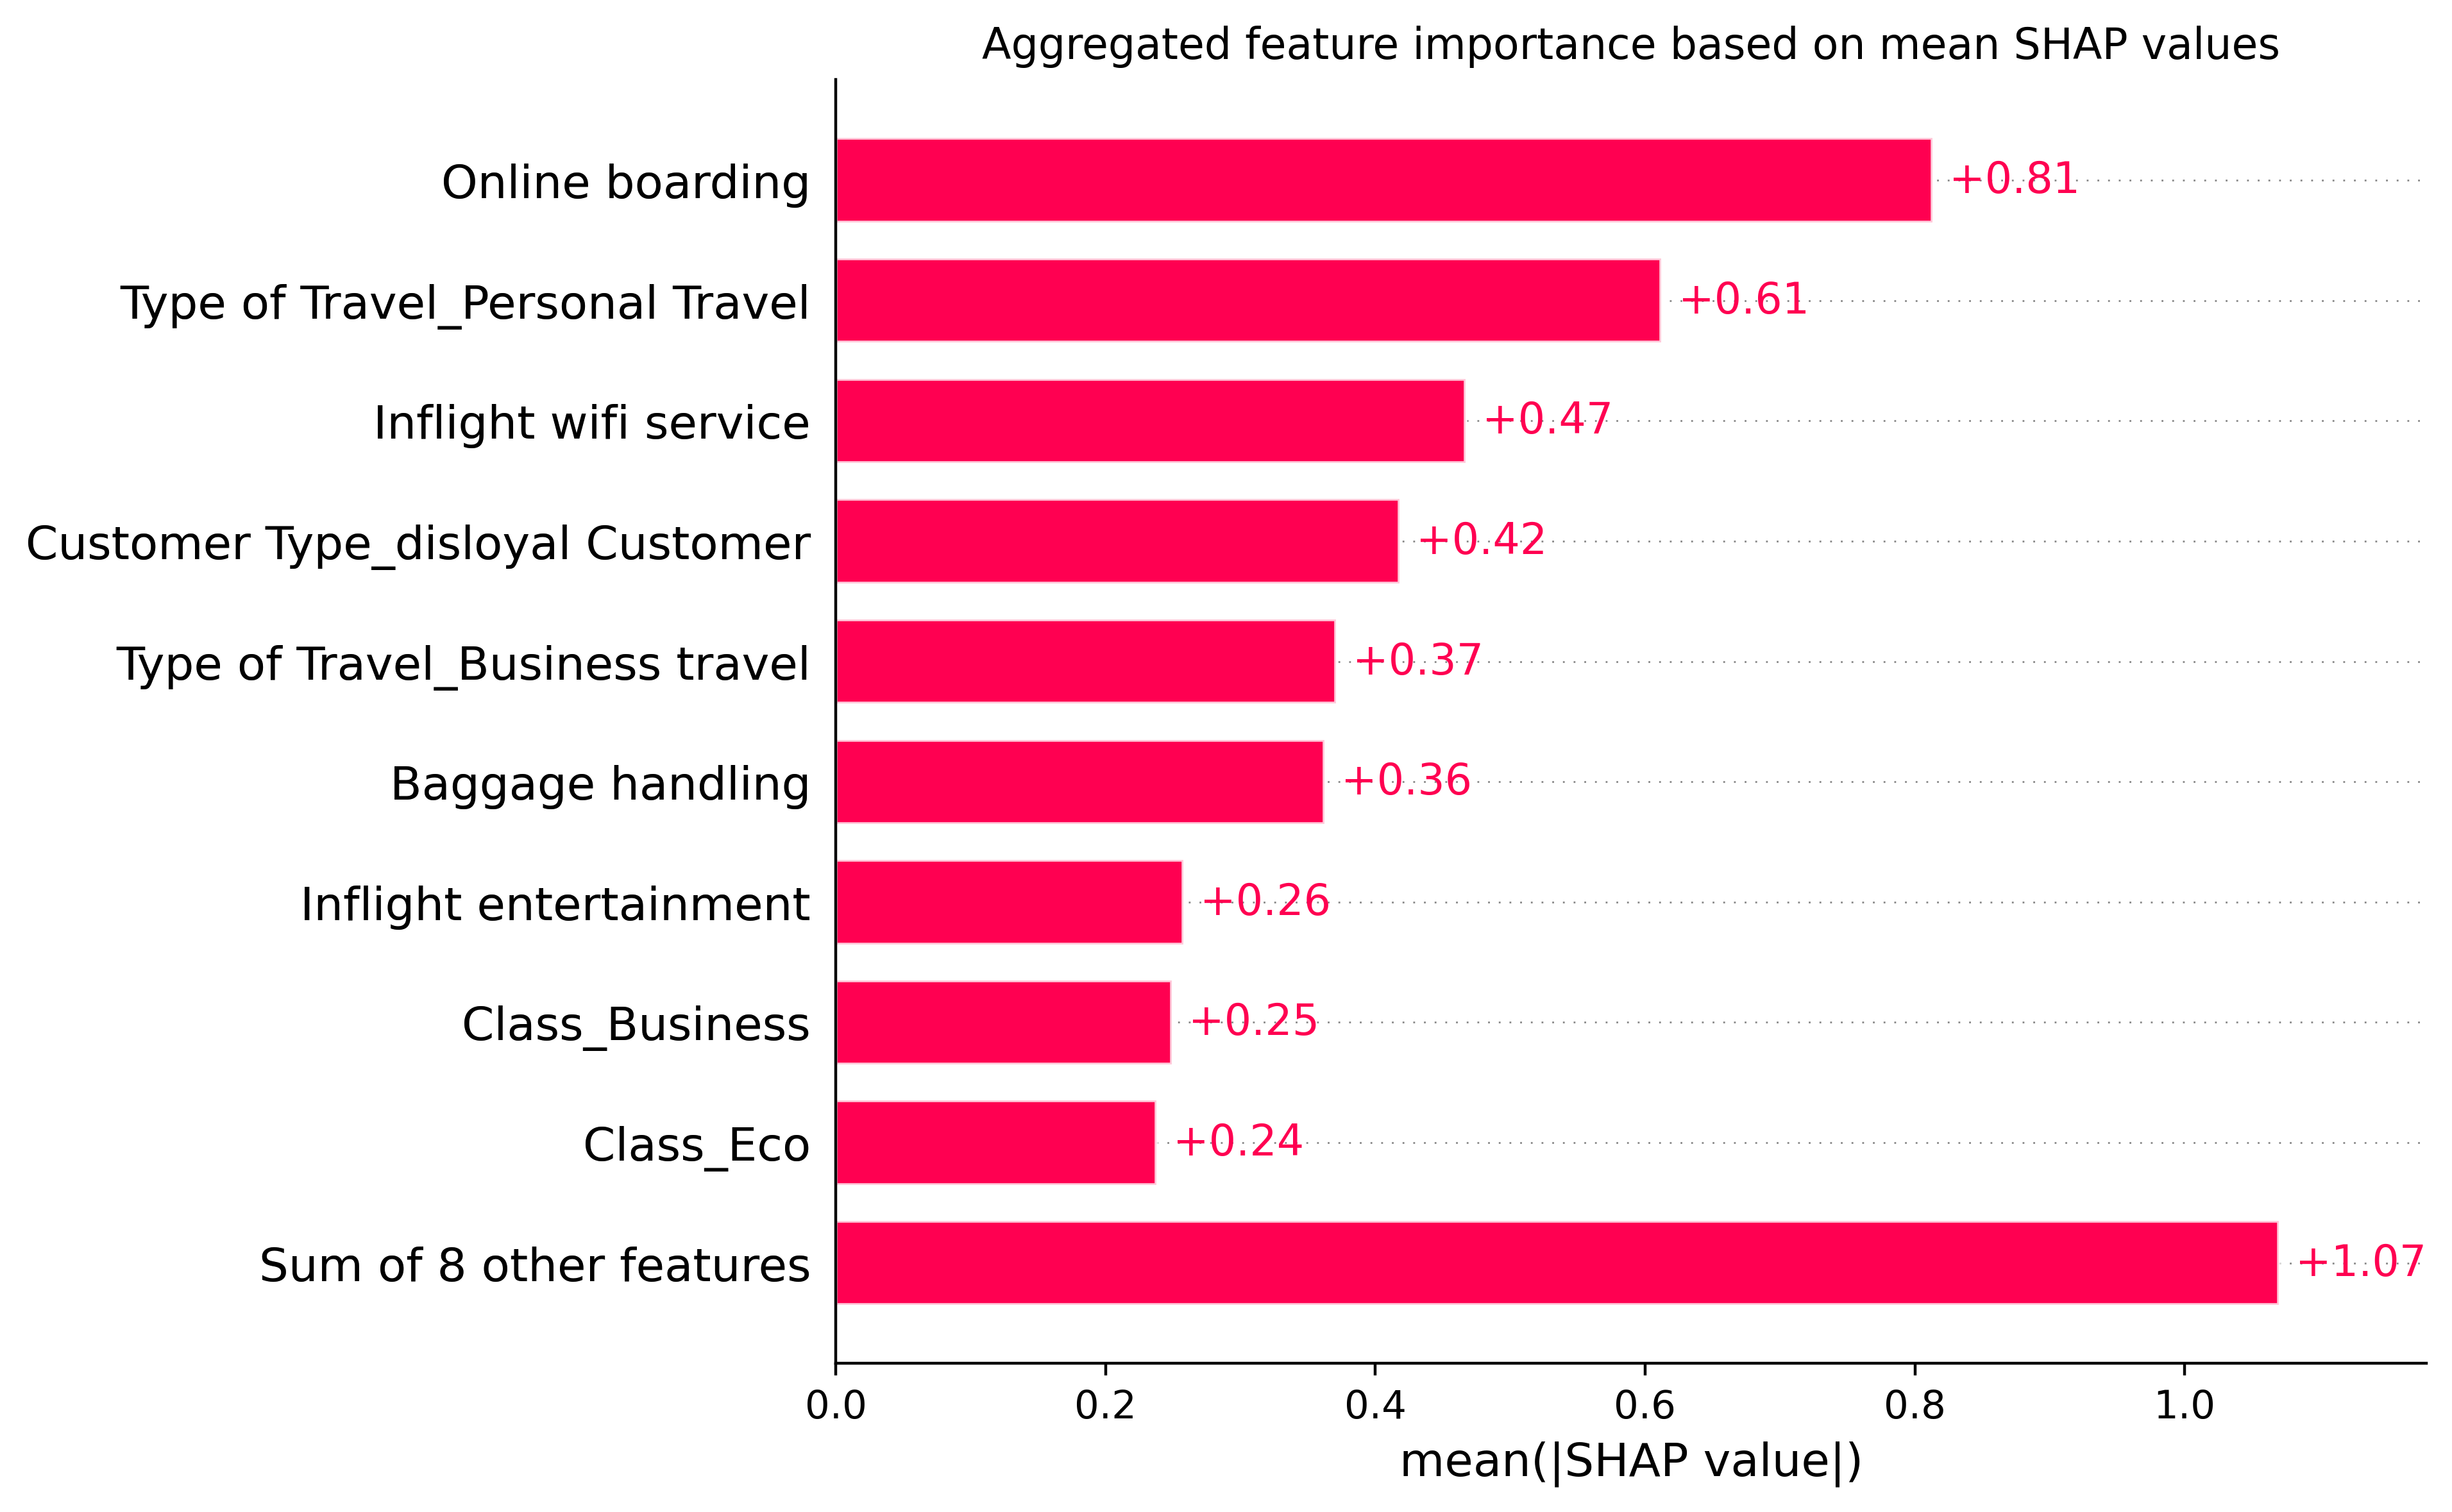 Aggregated feature importance based on mean SHAP values
Online boarding +0.81
Type of Travel_Personal Travel +0.61
Inflight wifi service +0.47
Customer Type_disloyal Customer +0.42
Type of Travel_Business travel +0.37
Baggage handling +0.36
Inflight entertainment +0.26
Class_Business +0.25
Class_Eco +0.24
Sum of 8 other features +1.07
0.0 0.2 0.4 0.6 0.8 1.0
mean(|SHAP value|)